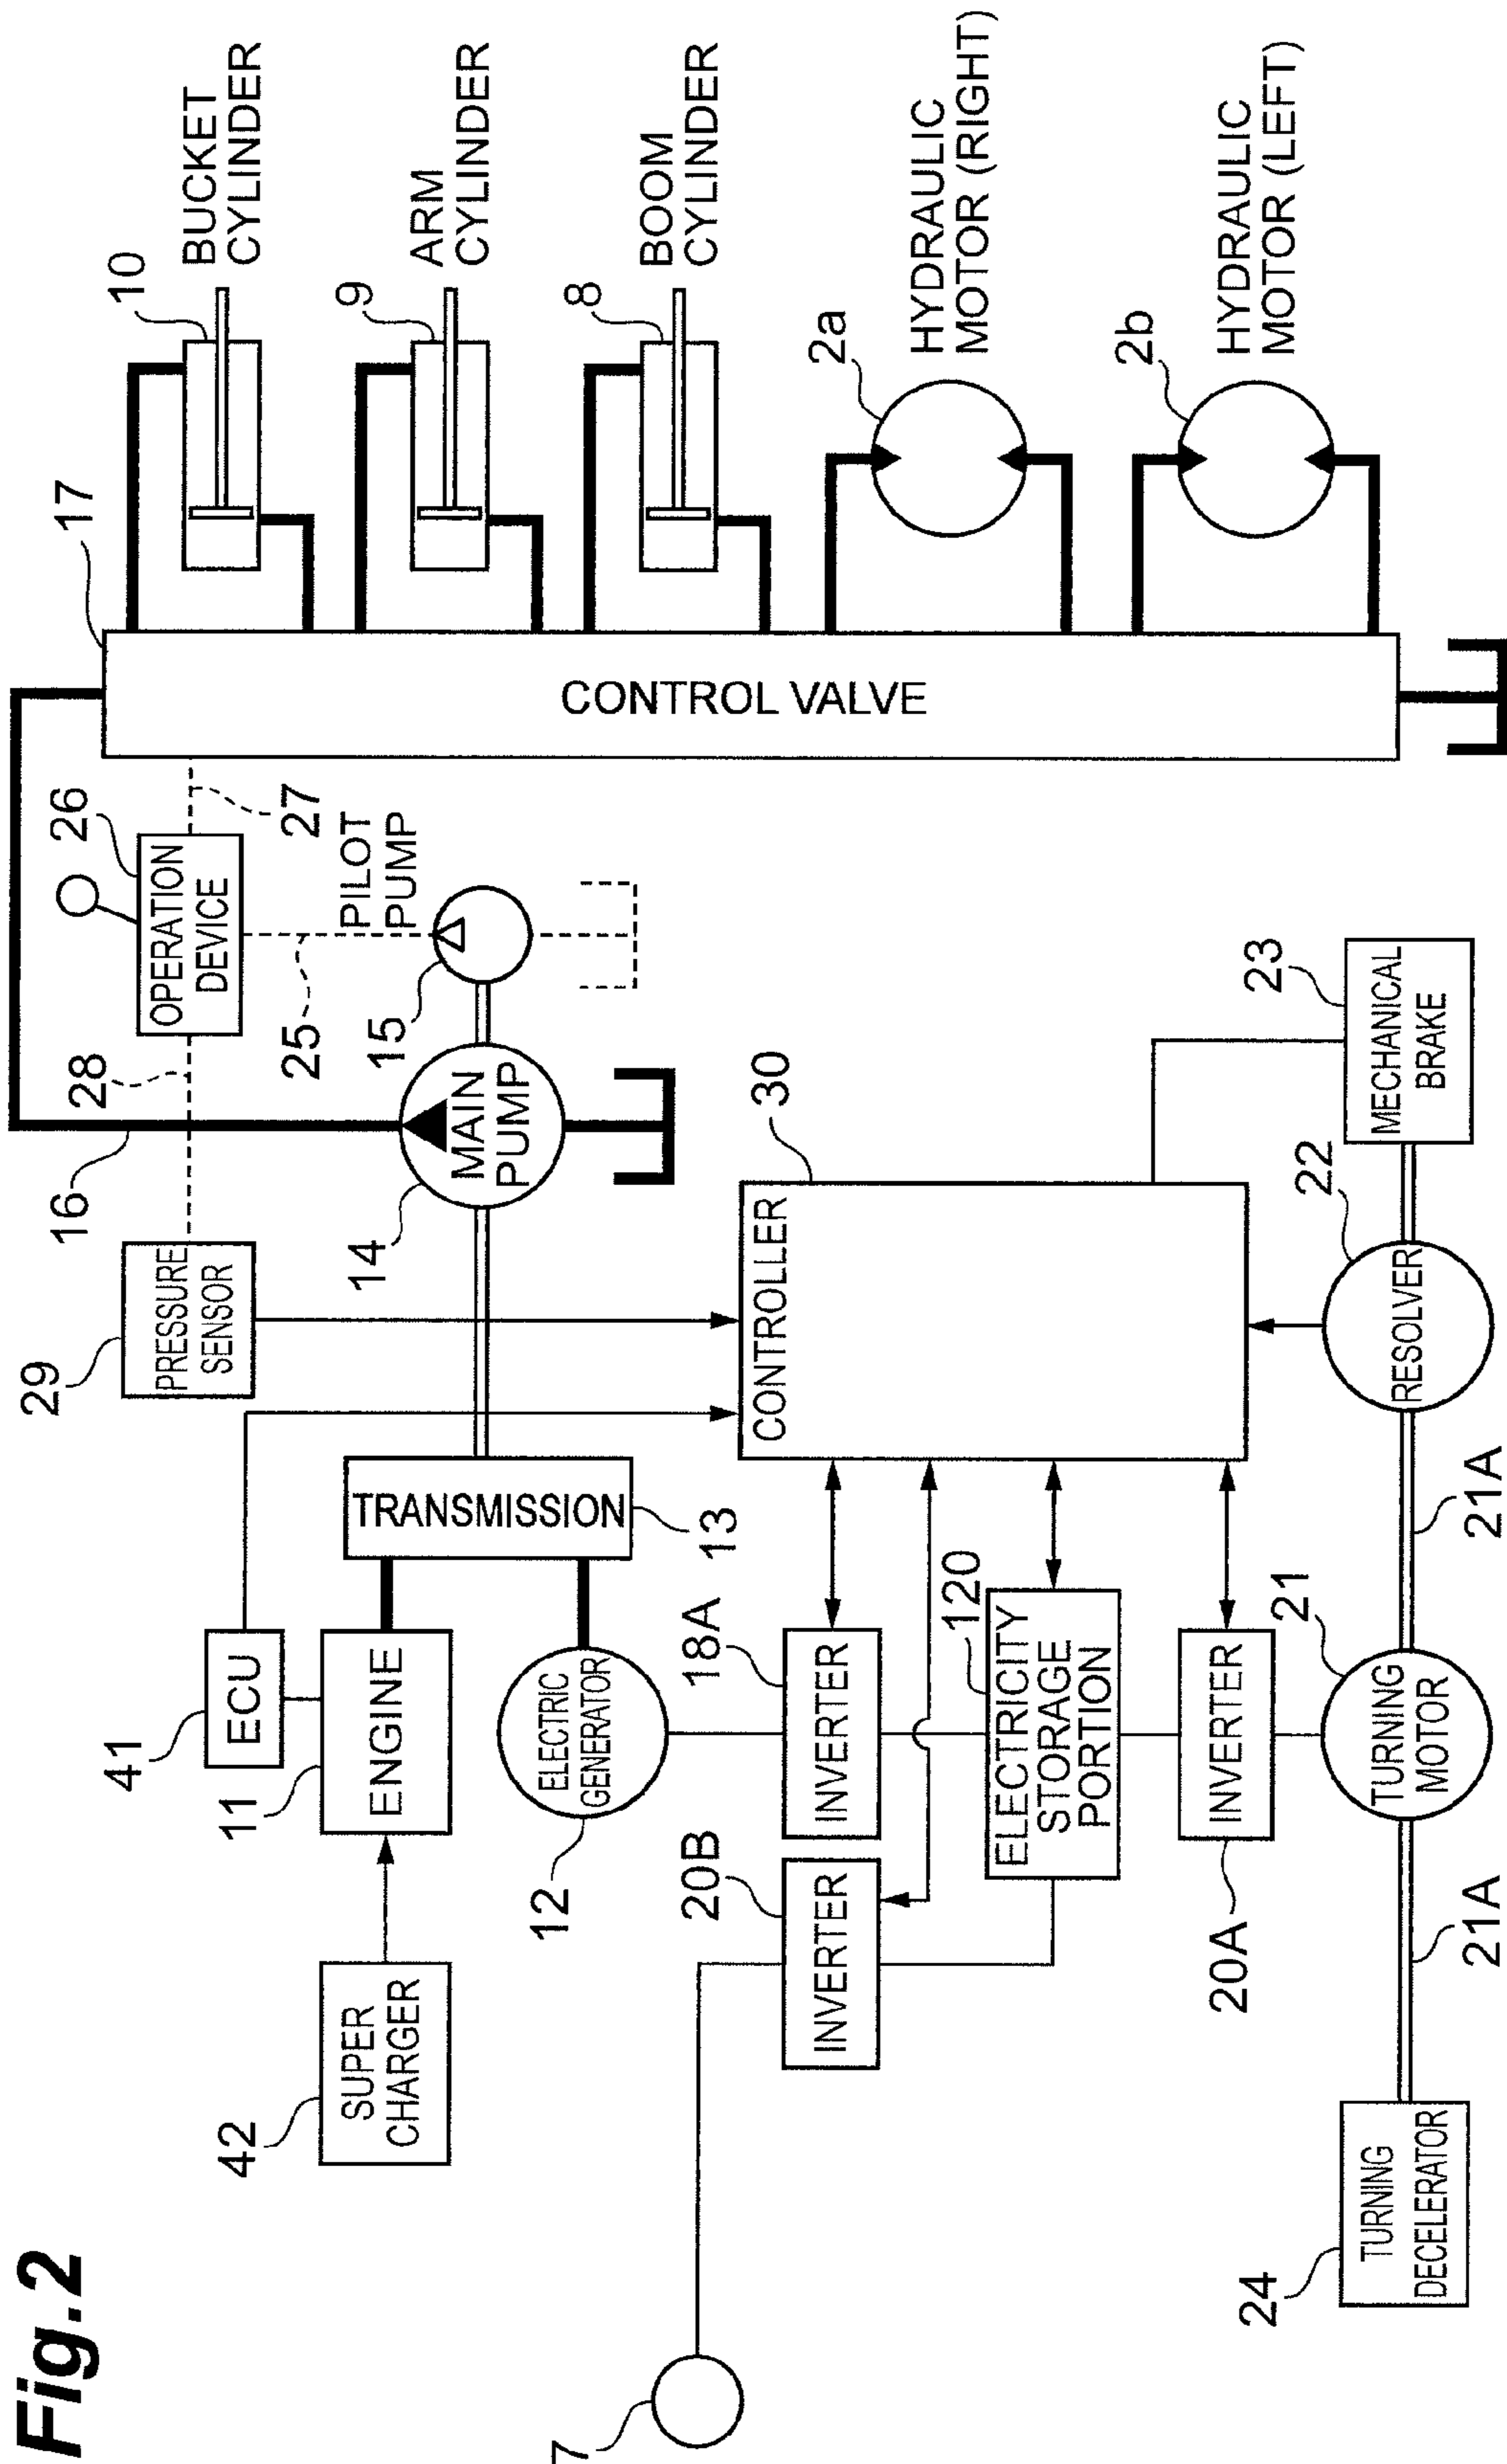 Fig.2
10
BUCKET
CYLINDER
9
ARM
CYLINDER
8
BOOM
CYLINDER
2a
HYDRAULIC
MOTOR (RIGHT)
2b
HYDRAULIC
MOTOR (LEFT)
17
CONTROL VALVE
26
OPERATION
DEVICE
27
28
25
PILOT
PUMP
15
16
MAIN
PUMP
14
29
PRESSURE
SENSOR
TRANSMISSION
13
41
ECU
11
ENGINE
42
SUPER
CHARGER
ELECTRIC
GENERATOR
12
30
CONTROLLER
18A
INVERTER
20B
INVERTER
120
ELECTRICITY
STORAGE
PORTION
INVERTER
20A
7
23
MECHANICAL
BRAKE
22
RESOLVER
21A
21
TURNING
MOTOR
21A
24
TURNING
DECELERATOR